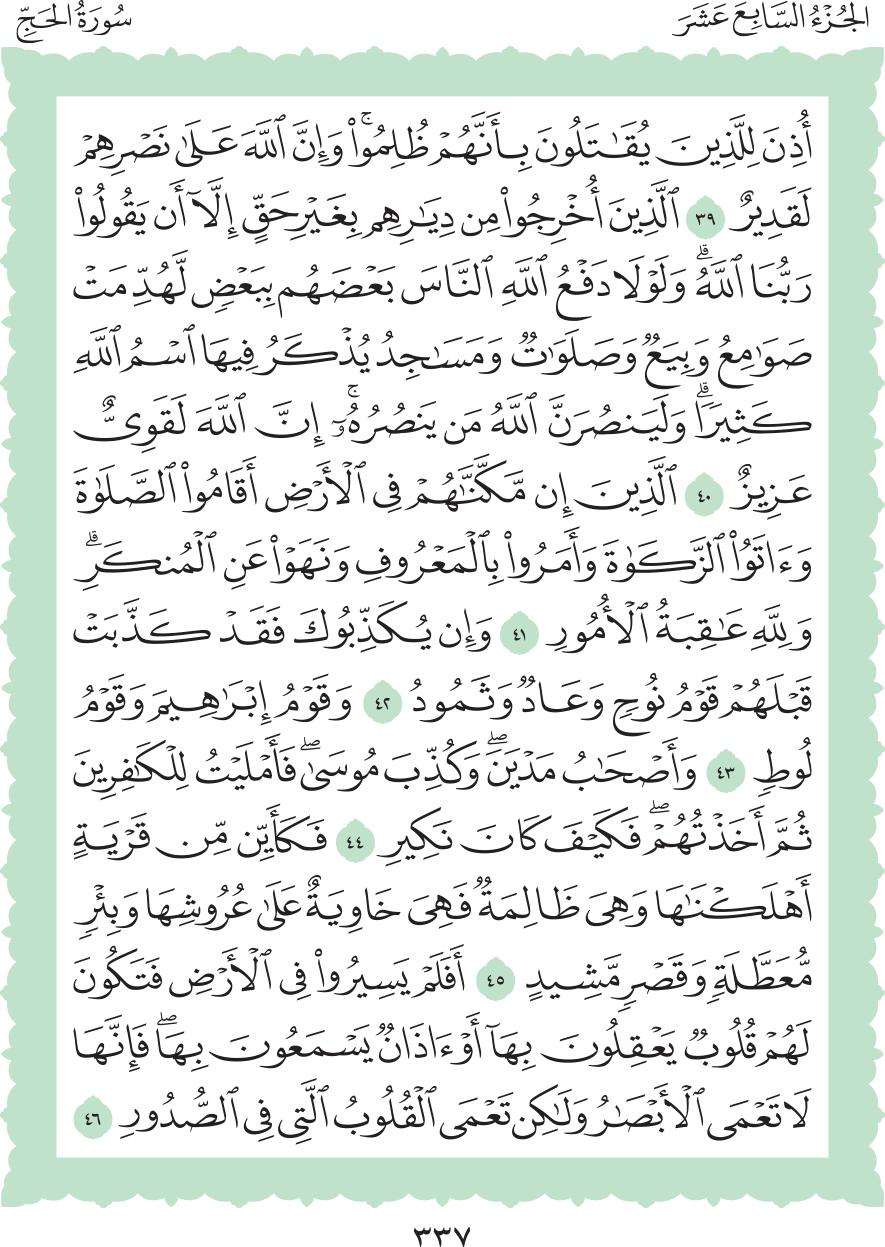 الجُزْءُ السَّابِعَ عَشَرَ
سُورَةُ الحَجِّ
أُذِنَ لِلَّذِينَ يُقَٰتَلُونَ بِأَنَّهُمْ ظُلِمُواْۚ وَإِنَّ ٱللَّهَ عَلَىٰ نَصْرِهِمْ
لَقَدِيرٌ ٣٩ ٱلَّذِينَ أُخْرِجُواْ مِن دِيَٰرِهِم بِغَيْرِ حَقٍّ إِلَّآ أَن يَقُولُواْ
رَبُّنَا ٱللَّهُۗ وَلَوْلَا دَفْعُ ٱللَّهِ ٱلنَّاسَ بَعْضَهُم بِبَعْضٖ لَّهُدِّمَتْ
صَوَٰمِعُ وَبِيَعٞ وَصَلَوَٰتٞ وَمَسَٰجِدُ يُذْكَرُ فِيهَا ٱسْمُ ٱللَّهِ
كَثِيرٗاۗ وَلَيَنصُرَنَّ ٱللَّهُ مَن يَنصُرُهُۥٓۚ إِنَّ ٱللَّهَ لَقَوِيٌّ
عَزِيزٌ ٤٠ ٱلَّذِينَ إِن مَّكَّنَّٰهُمْ فِي ٱلْأَرْضِ أَقَامُواْ ٱلصَّلَوٰةَ
وَءَاتَوُاْ ٱلزَّكَوٰةَ وَأَمَرُواْ بِٱلْمَعْرُوفِ وَنَهَوْاْ عَنِ ٱلْمُنكَرِۗ
وَلِلَّهِ عَٰقِبَةُ ٱلْأُمُورِ ٤١ وَإِن يُكَذِّبُوكَ فَقَدْ كَذَّبَتْ
قَبْلَهُمْ قَوْمُ نُوحٖ وَعَادٞ وَثَمُودُ ٤٢ وَقَوْمُ إِبْرَٰهِيمَ وَقَوْمُ
لُوطٖ ٤٣ وَأَصْحَٰبُ مَدْيَنَۖ وَكُذِّبَ مُوسَىٰۖ فَأَمْلَيْتُ لِلْكَٰفِرِينَ
ثُمَّ أَخَذْتُهُمْۖ فَكَيْفَ كَانَ نَكِيرِ ٤٤ فَكَأَيِّن مِّن قَرْيَةٍ
أَهْلَكْنَٰهَا وَهِيَ ظَالِمَةٞ فَهِيَ خَاوِيَةٌ عَلَىٰ عُرُوشِهَا وَبِئْرٖ
مُّعَطَّلَةٖ وَقَصْرٖ مَّشِيدٍ ٤٥ أَفَلَمْ يَسِيرُواْ فِي ٱلْأَرْضِ فَتَكُونَ
لَهُمْ قُلُوبٞ يَعْقِلُونَ بِهَآ أَوْ ءَاذَانٞ يَسْمَعُونَ بِهَاۖ فَإِنَّهَا
لَا تَعْمَى ٱلْأَبْصَٰرُ وَلَٰكِن تَعْمَى ٱلْقُلُوبُ ٱلَّتِي فِي ٱلصُّدُورِ ٤٦
٣٣٧